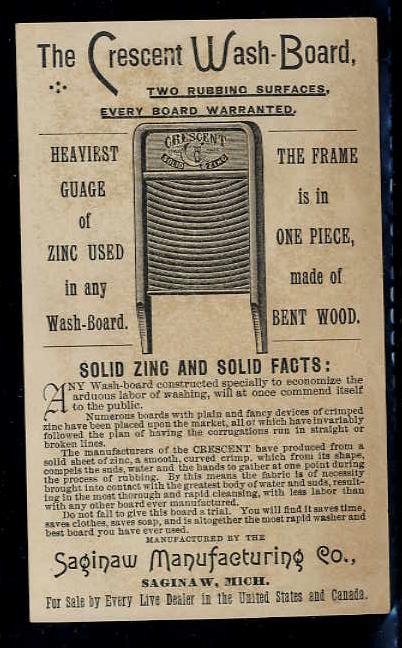 The Crescent Wash-Board,
TWO RUBBING SURFACES,
EVERY BOARD WARRANTED.
HEAVIEST
GUAGE
of
ZINC USED
in any
Wash-Board.
CRESCENT
SOLID ZINC
THE FRAME
is in
ONE PIECE,
made of
BENT WOOD.
SOLID ZINC AND SOLID FACTS:
ANY Wash-board constructed specially to economize the
arduous labor of washing, will at once commend itself
to the public.
Numerous boards with plain and fancy devices of crimped
zinc have been placed upon the market, all of which have invariably
followed the plan of having the corrugations run in straight or
broken lines.
The manufacturers of the CRESCENT have produced from a
solid sheet of zinc, a smooth, curved crimp, which from its shape,
compels the suds, water and the hands to gather at one point during
the process of rubbing. By this means the fabric is of necessity
brought into contact with the greatest body of water and suds, result-
ing in the most thorough and rapid cleansing, with less labor than
with any other board ever manufactured.
Do not fail to give this board a trial. You will find it saves time,
saves clothes, saves soap, and is altogether the most rapid washer and
best board you have ever used.
MANUFACTURED BY THE
Saginaw Manufacturing Co.,
SAGINAW, MICH.
For Sale by Every Live Dealer in the United States and Canada.